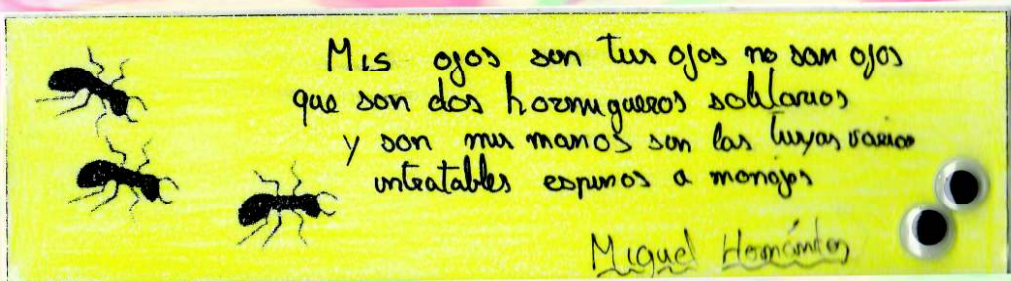 Mis ojos son tus ojos no son ojos
que son dos hormigueros solitarios
y son mis manos son las tuyas varios
intratables espinos a manojos
Miguel Hernández